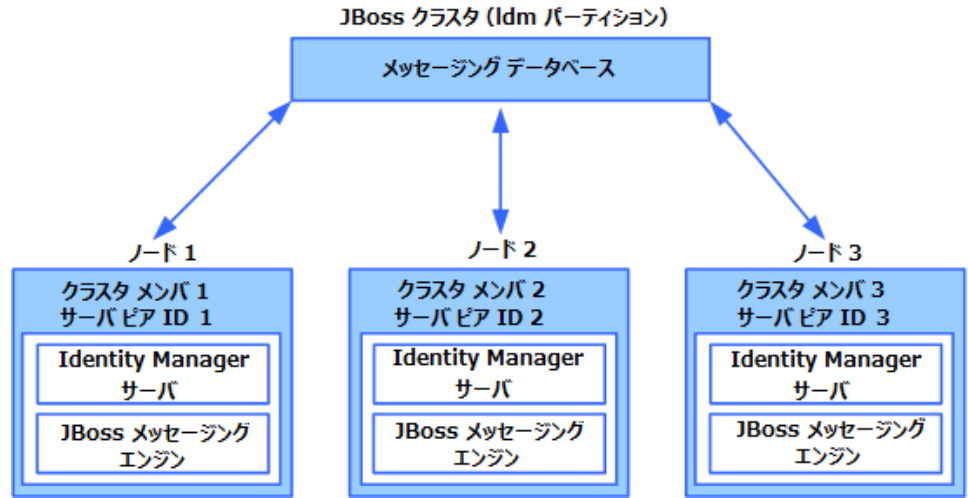 JBoss クラスタ（Idm パーティション）
メッセージング データベース
ノード 1
クラスタ メンバ 1
サーバ ピア ID 1
Identity Manager
サーバ
JBoss メッセージング
エンジン
ノード 2
クラスタ メンバ 2
サーバ ピア ID 2
Identity Manager
サーバ
JBoss メッセージング
エンジン
ノード 3
クラスタ メンバ 3
サーバ ピア ID 3
Identity Manager
サーバ
JBoss メッセージング
エンジン